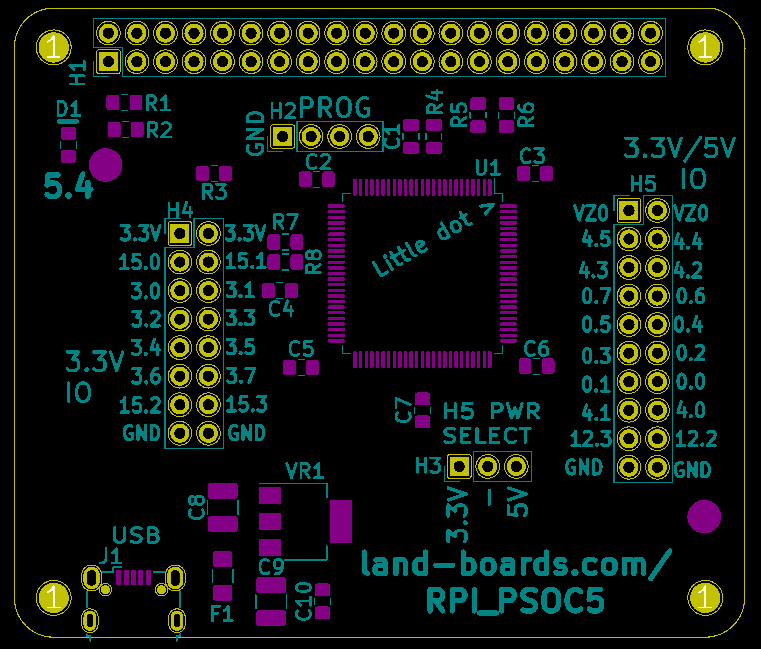 1
1
H1
D1
R1
R2
5.4
R3
H2 PROG
GND
C1
R4
R5
R6
C2
C3
U1
Little dot >
3.3V/5V
IO
H4
3.3V 3.3V
15.0 15.1
3.0 3.1
3.2 3.3
3.4 3.5
3.6 3.7
15.2 15.3
GND GND
3.3V
IO
R7
R8
C4
C5
C6
H5
VZ0 VZ0
4.5 4.4
4.3 4.2
0.7 0.6
0.5 0.4
0.3 0.2
0.1 0.0
4.1 4.0
12.3 12.2
GND GND
C7
H5 PWR
SELECT
H3
3.3V
–
5V
VR1
C8
USB
J1
F1
C9
C10
land-boards.com/
RPI_PSOC5
1
1